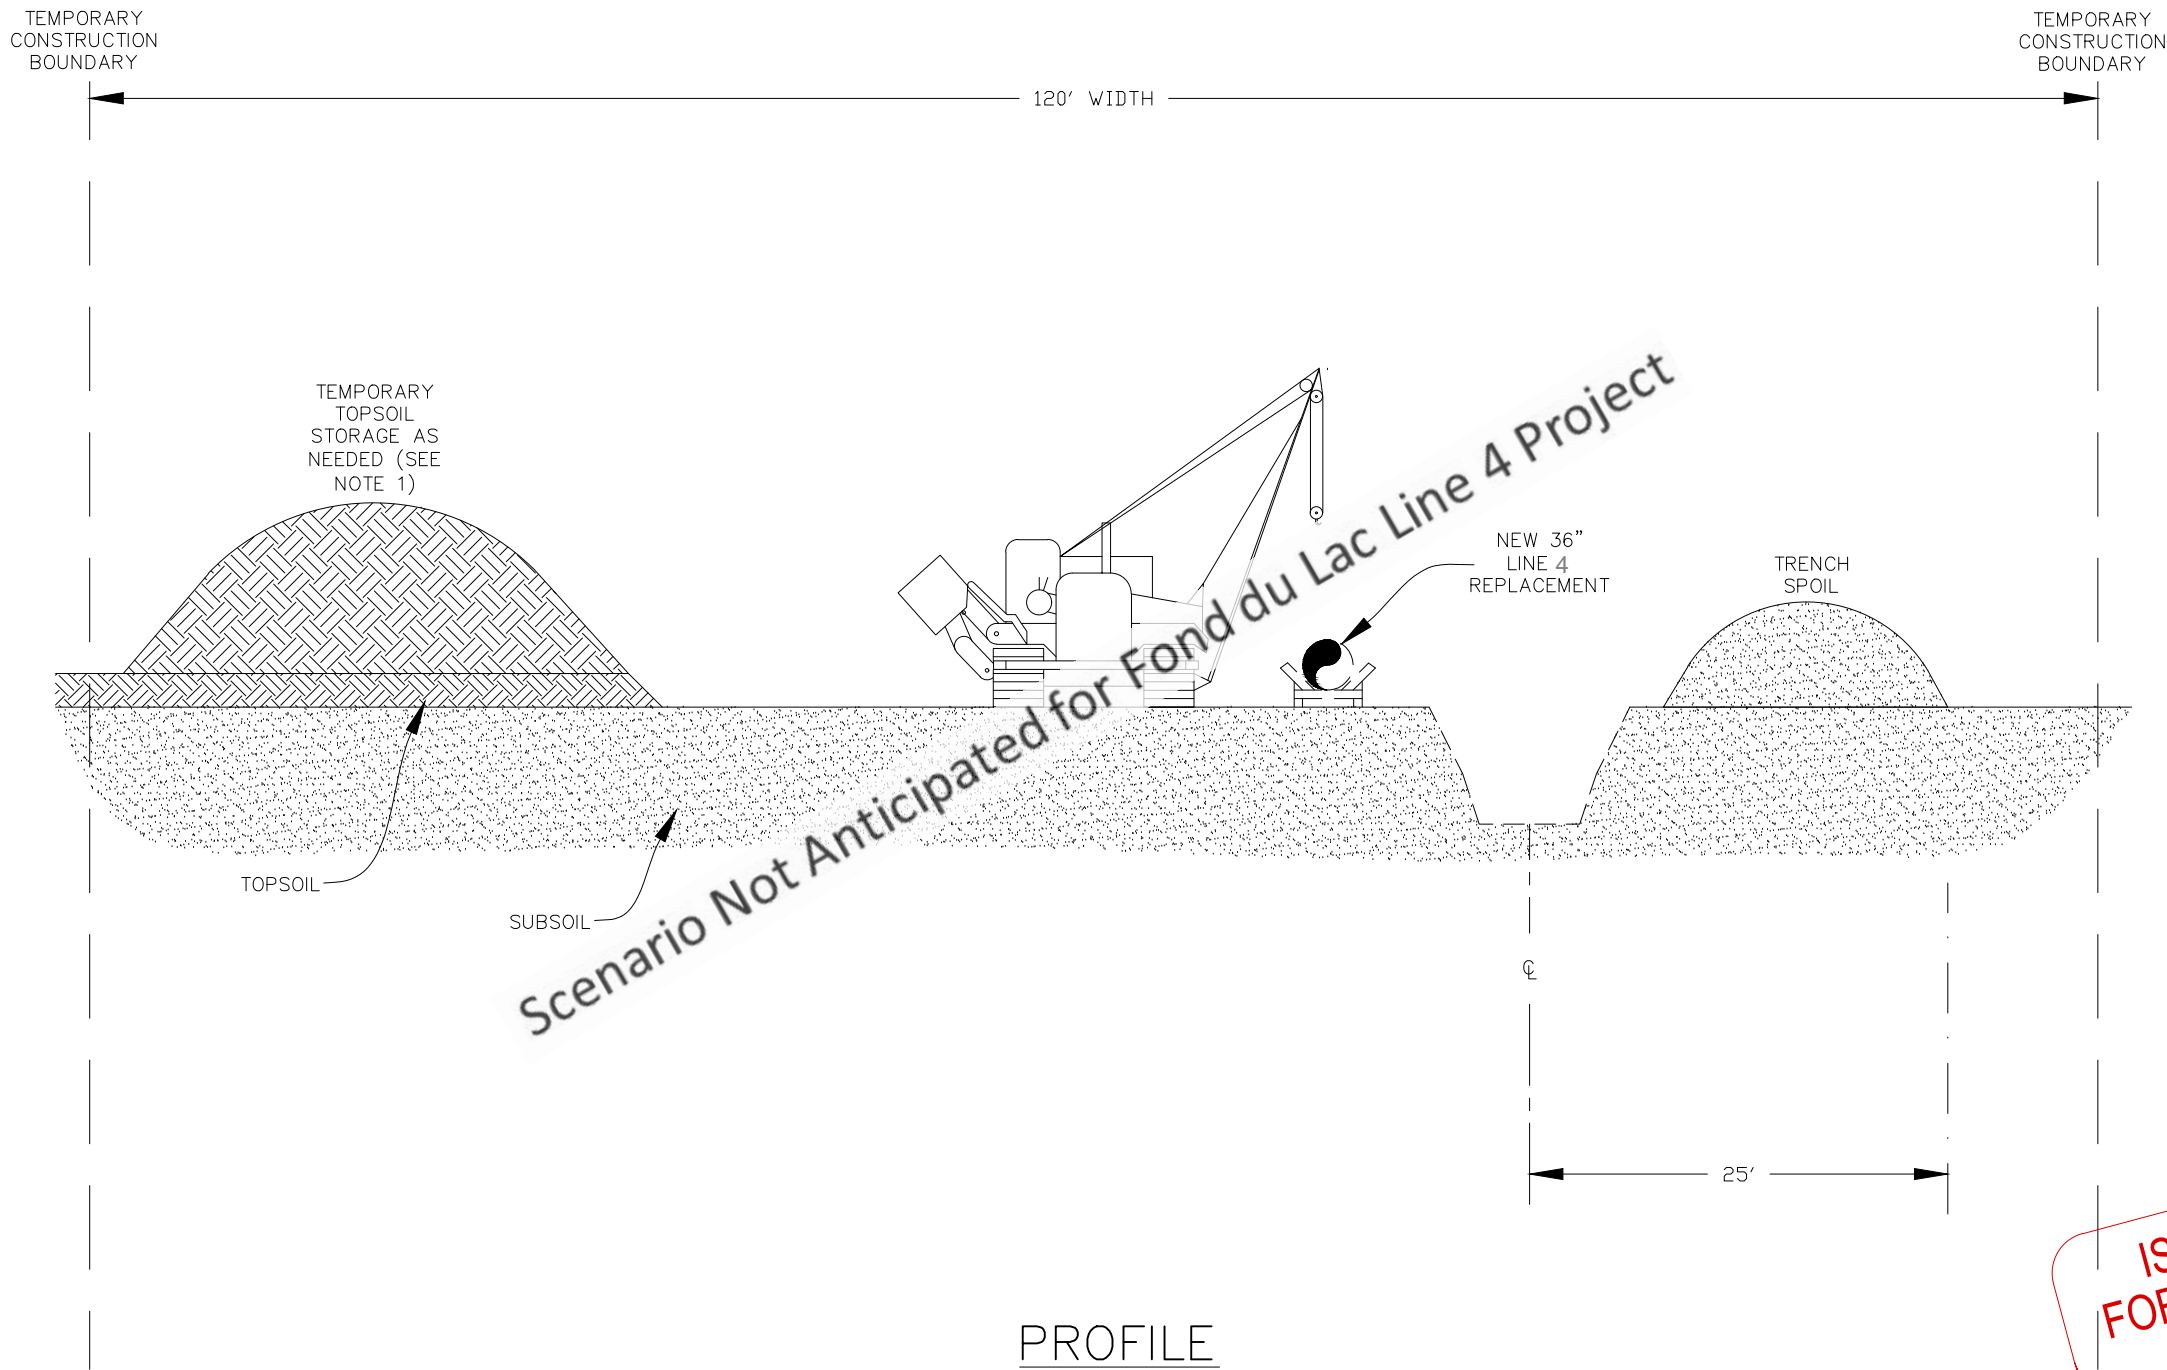 TEMPORARY
CONSTRUCTION
BOUNDARY
TEMPORARY
CONSTRUCTION
BOUNDARY
120' WIDTH
TEMPORARY
TOPSOIL
STORAGE AS
NEEDED (SEE
NOTE 1)
NEW 36"
LINE 4
REPLACEMENT
TRENCH
SPOIL
Scenario Not Anticipated for Fond du Lac Line 4 Project
TOPSOIL
SUBSOIL
℄
25'
PROFILE